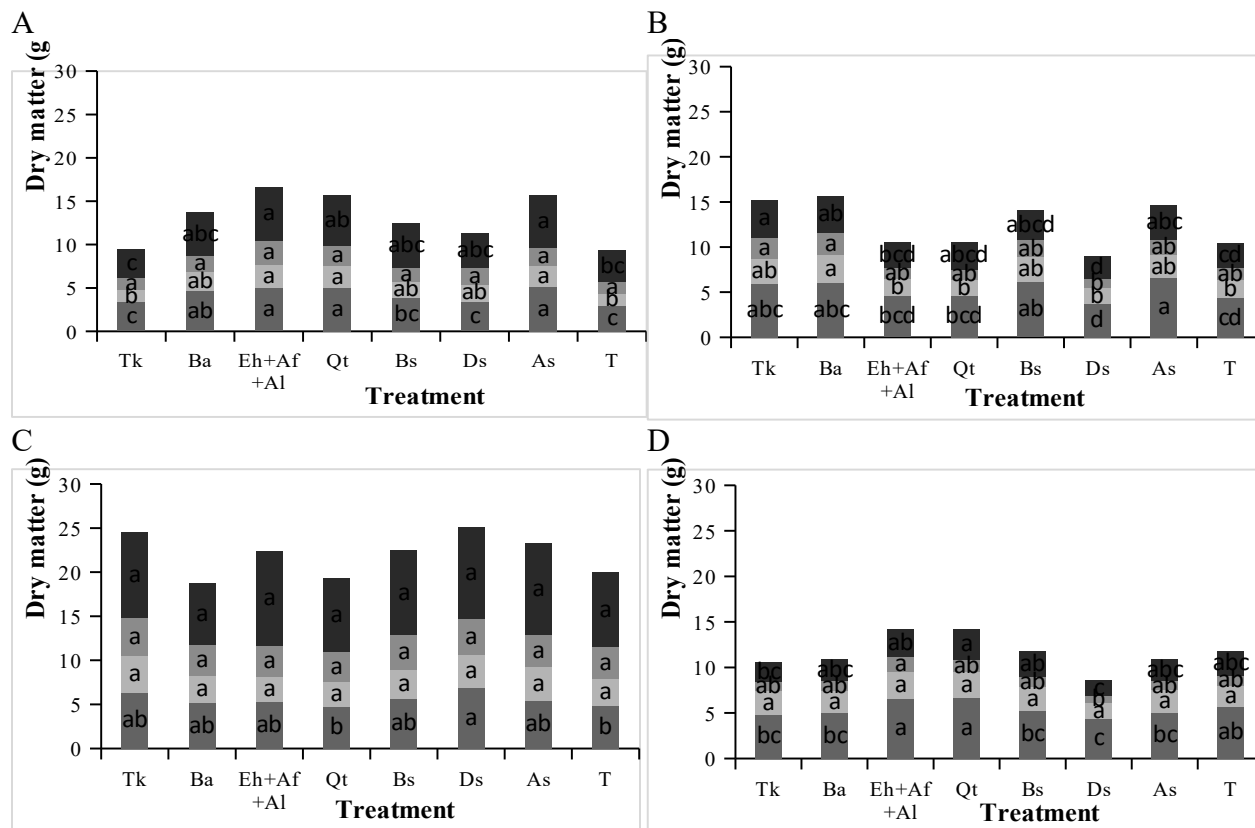 A
Dry matter (g
30
25
20
15
10
5
0
c a b c
abc a ab ab
a a a a
ab a a a
abc a ab bc
abc a ab c
a a a a
bc a b c
Tk Ba Eh+Af Qt Bs Ds As T
+Al
Treatment
B
Dry matter (g)
30
25
20
15
10
5
0
a a ab abc
ab a a abc
bcd ab b bcd
abcd ab b bcd
abcd ab ab ab
d b b d
abc ab ab a
cd ab b cd
Tk Ba Eh+Af Qt Bs Ds As T
+Al
Treatment
C
Dry matter (g)
30
25
20
15
10
5
0
a a a ab
a a a ab
a a a ab
a a a b
a a a ab
a a a a
a a a ab
a a a b
Tk Ba Eh+Af Qt Bs Ds As T
+Al
Treatment
D
Dry matter (g)
30
25
20
15
10
5
0
bc ab a bc
abc ab a bc
ab a a a
a ab a a
ab ab a bc
c b a c
abc ab a bc
abc ab a ab
Tk Ba Eh+Af Qt Bs Ds As T
+Al
Treatment